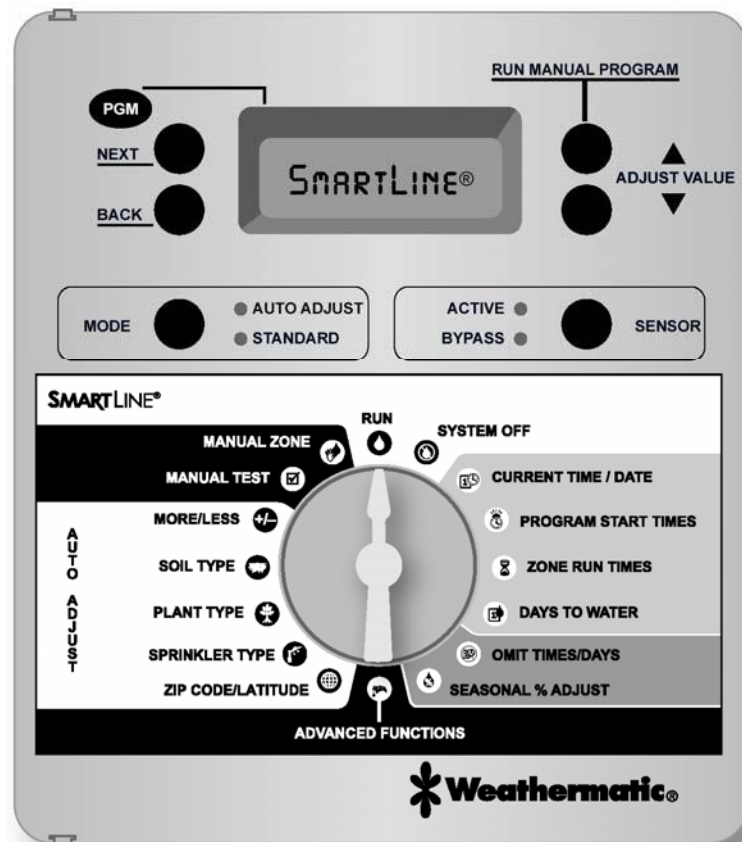 RUN MANUAL PROGRAM
PGM
NEXT
BACK
SMARTLINE®
ADJUST VALUE
MODE
AUTO ADJUST
STANDARD
ACTIVE
BYPASS
SENSOR
SMARTLINE®
RUN
SYSTEM OFF
MANUAL ZONE
MANUAL TEST
MORE/LESS
+/–
SOIL TYPE
PLANT TYPE
SPRINKLER TYPE
ZIP CODE/LATITUDE
AUTO ADJUST
CURRENT TIME / DATE
PROGRAM START TIMES
ZONE RUN TIMES
DAYS TO WATER
OMIT TIMES/DAYS
SEASONAL % ADJUST
ADVANCED FUNCTIONS
Weathermatic®